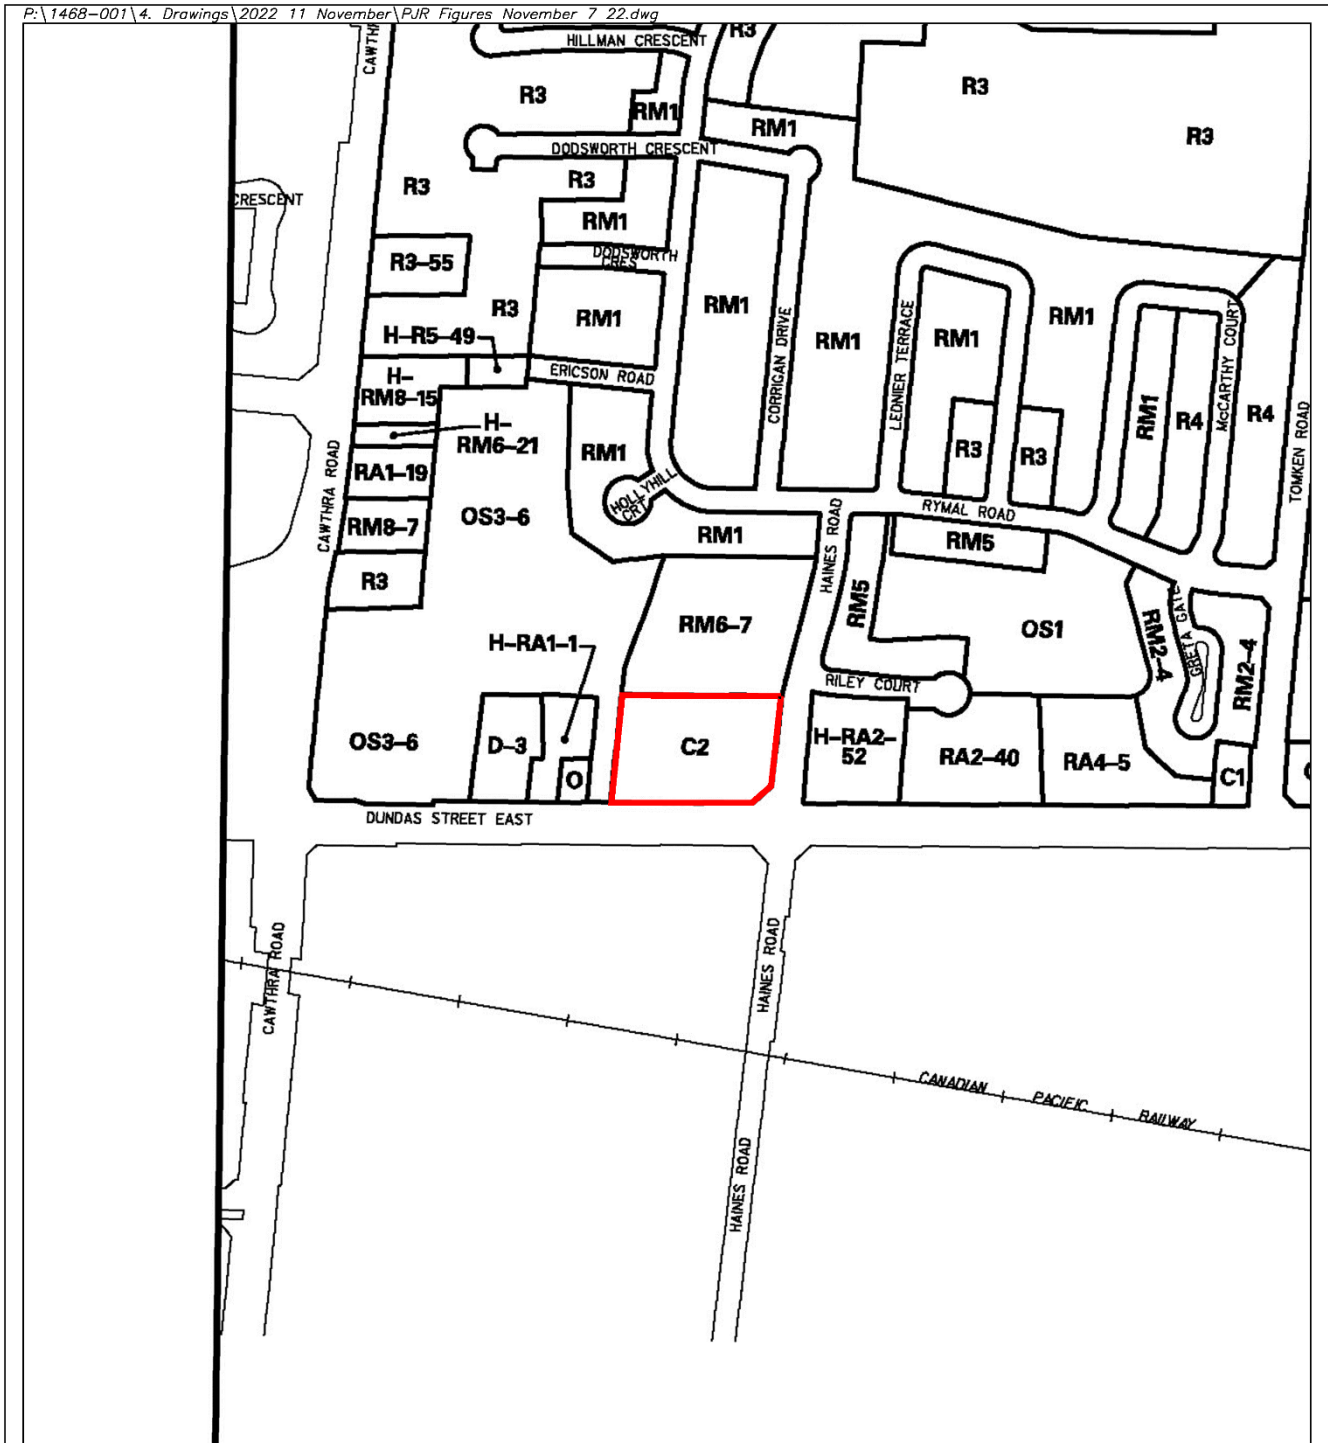 P:\1468-001\4. Drawings\2022 11 November\PJR Figures November 7 22.dwg
HILLMAN CRESCENT
R3
CAWTH
R3
R3
RM1
RM1
R3
DODSWORTH CRESCENT
R3
R3
CRESCENT
RM1
DODSWORTH
CRES
R3-55
R3
RM1
RM1
CORRIGAN DRIVE
RM1
LEDNIER TERRACE
RM1
RM1
McCARTHY COURT
H-R5-49
ERICSON ROAD
H-
RM8-15
H-
RM6-21
RM1
R3
R3
RM1
R4
R4
TOMKEN ROAD
CAWTHRA ROAD
RA1-19
HOLLYHILL
CRT
RM8-7
OS3-6
RM1
HAINES ROAD
RYMAL ROAD
RM5
R3
RM5
RM6-7
OS1
RM2-4
GRETA GATE
RM2-4
H-RA1-1
RILEY COURT
OS3-6
D-3
C2
H-RA2-
52
RA2-40
RA4-5
O
C1
DUNDAS STREET EAST
CAWTHRA ROAD
HAINES ROAD
CANADIAN PACIFIC RAILWAY
HAINES ROAD